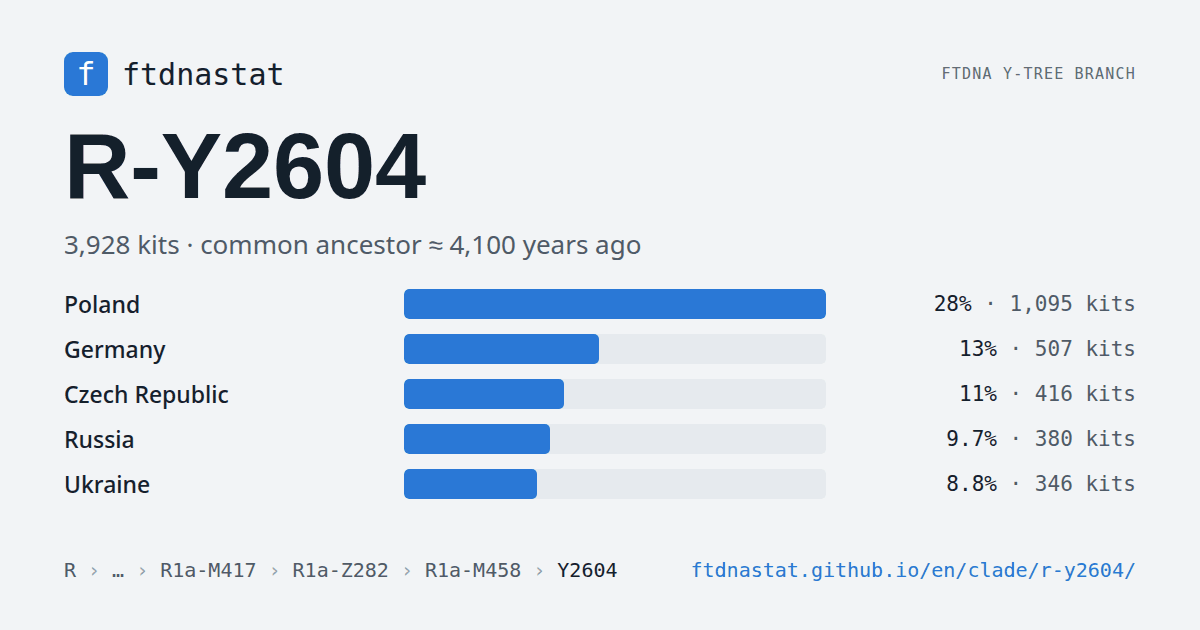 f ftdnastat
FTDNA Y-TREE BRANCH
R-Y2604
3,928 kits · common ancestor ≈ 4,100 years ago
Poland 28% · 1,095 kits
Germany 13% · 507 kits
Czech Republic 11% · 416 kits
Russia 9.7% · 380 kits
Ukraine 8.8% · 346 kits
R › … › R1a-M417 › R1a-Z282 › R1a-M458 › Y2604
ftdnastat.github.io/en/clade/r-y2604/